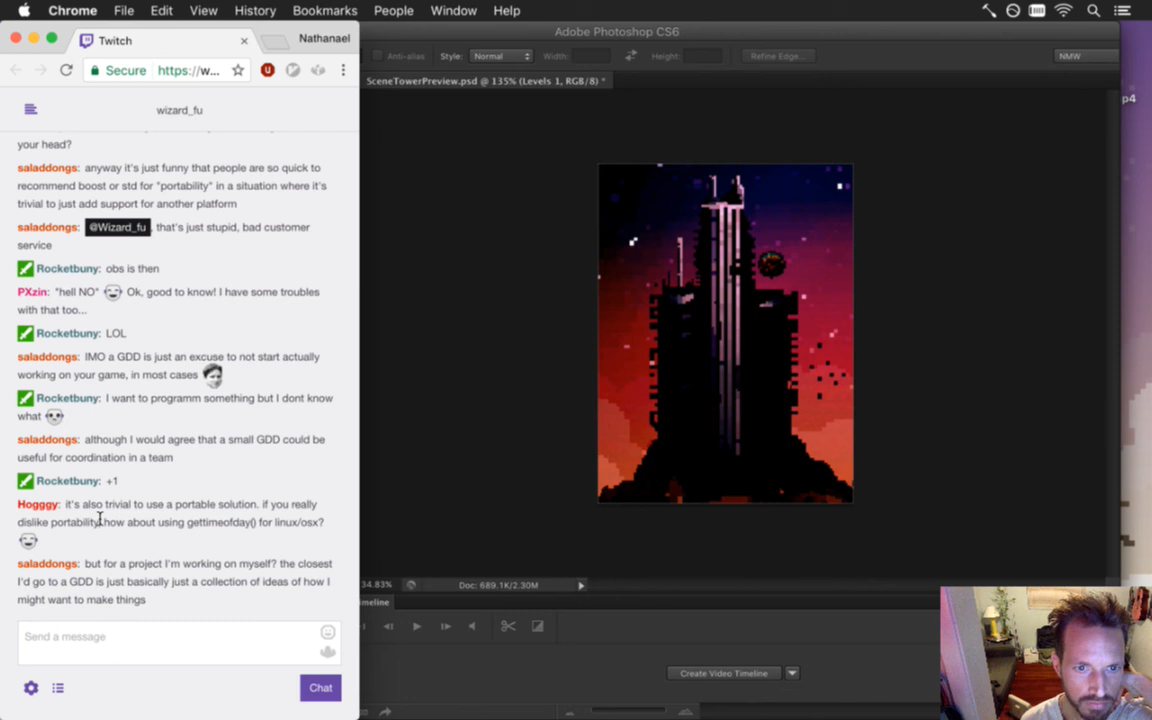 Chrome File Edit View History Bookmarks People Window Help
Twitch
Nathanael
Secure https://w...
wizard_fu
your head?
saladdongs: anyway it's just funny that people are so quick to
recommend boost or std for "portability" in a situation where it's
trivial to just add support for another platform
saladdongs: @Wizard_fu, that's just stupid, bad customer
service
Rocketbuny: obs is then
PXzin: "hell NO" Ok, good to know! I have some troubles
with that too...
Rocketbuny: LOL
saladdongs: IMO a GDD is just an excuse to not start actually
working on your game, in most cases
Rocketbuny: I want to programm something but I dont know
what
saladdongs: although I would agree that a small GDD could be
useful for coordination in a team
Rocketbuny: +1
Hogggy: it's also trivial to use a portable solution. if you really
dislike portability, how about using gettimeofday() for linux/osx?
saladdongs: but for a project I'm working on myself? the closest
I'd go to a GDD is just basically just a collection of ideas of how I
might want to make things
Send a message
Chat
Adobe Photoshop CS6
Anti-alias Style: Normal Width: Height: Refine Edge... NMW
SceneTowerPreview.psd @ 135% (Levels 1, RGB/8) *
p4
34.83% Doc: 689.1K/2.30M
imeline
Create Video Timeline